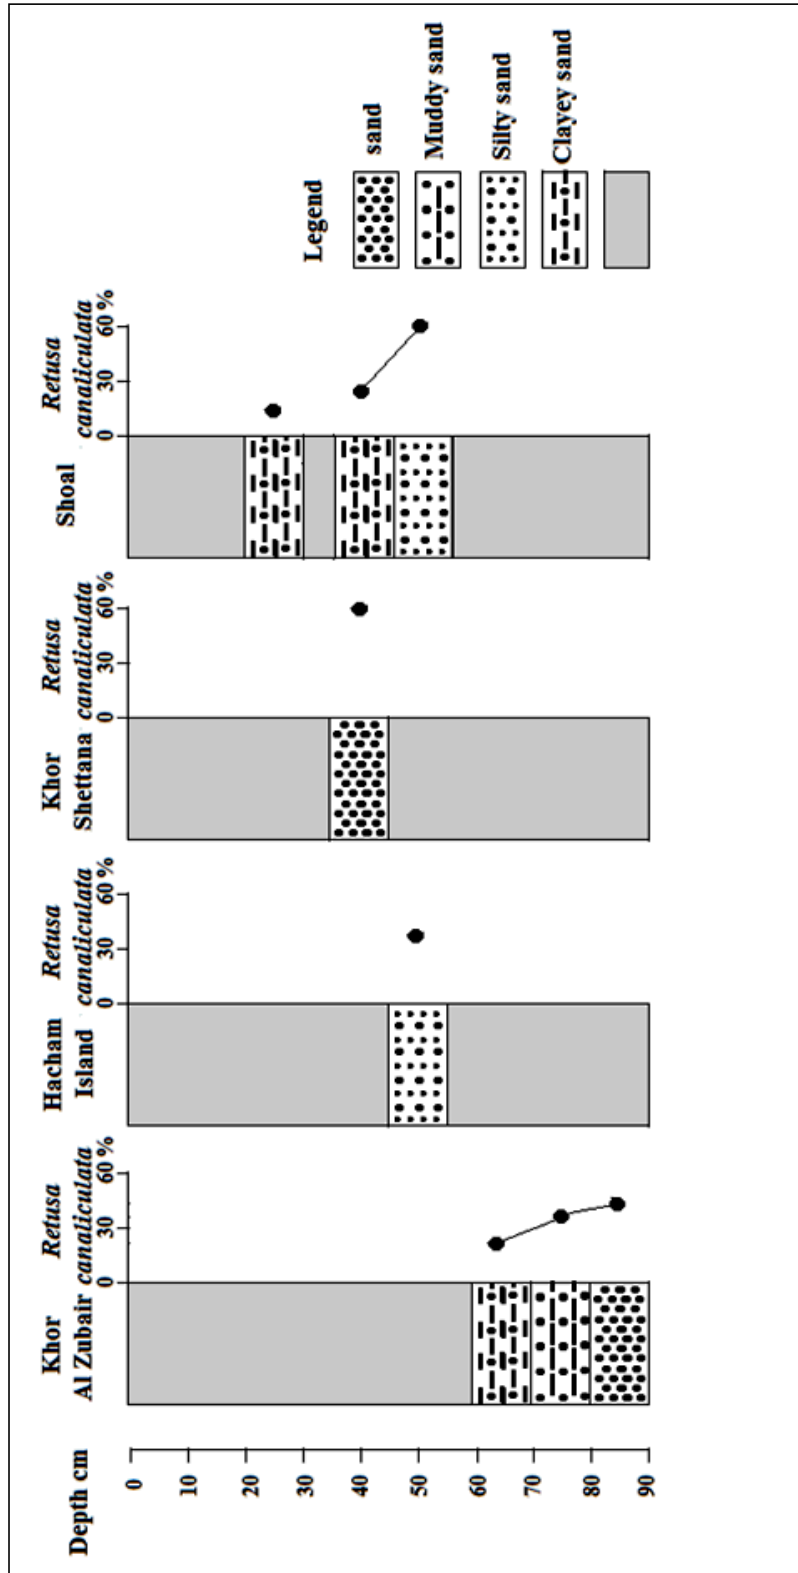 Depth cm
0
10
20
30
40
50
60
70
80
90
Khor
Al Zubair
Retusa
canaliculata
0
30
60 %
Hacham
Island
Retusa
canaliculata
0
30
60 %
Khor
Shettana
Retusa
canaliculata
0
30
60 %
Shoal
Retusa
canaliculata
0
30
60 %
Legend
sand
Muddy sand
Silty sand
Clayey sand